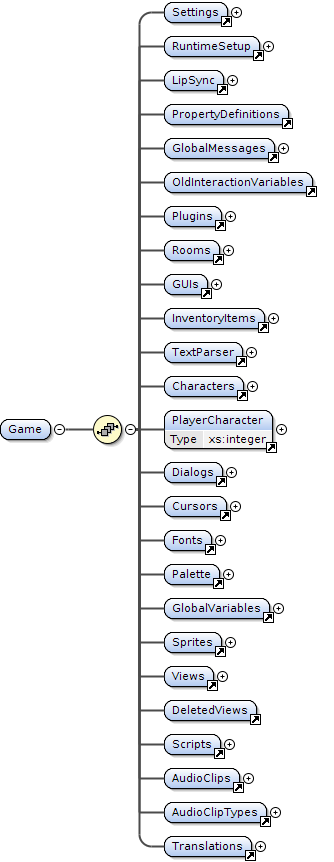 Settings
RuntimeSetup
LipSync
PropertyDefinitions
GlobalMessages
OldInteractionVariables
Plugins
Rooms
GUIs
InventoryItems
TextParser
Characters
Game
PlayerCharacter
Type xs:integer
Dialogs
Cursors
Fonts
Palette
GlobalVariables
Sprites
Views
DeletedViews
Scripts
AudioClips
AudioClipTypes
Translations